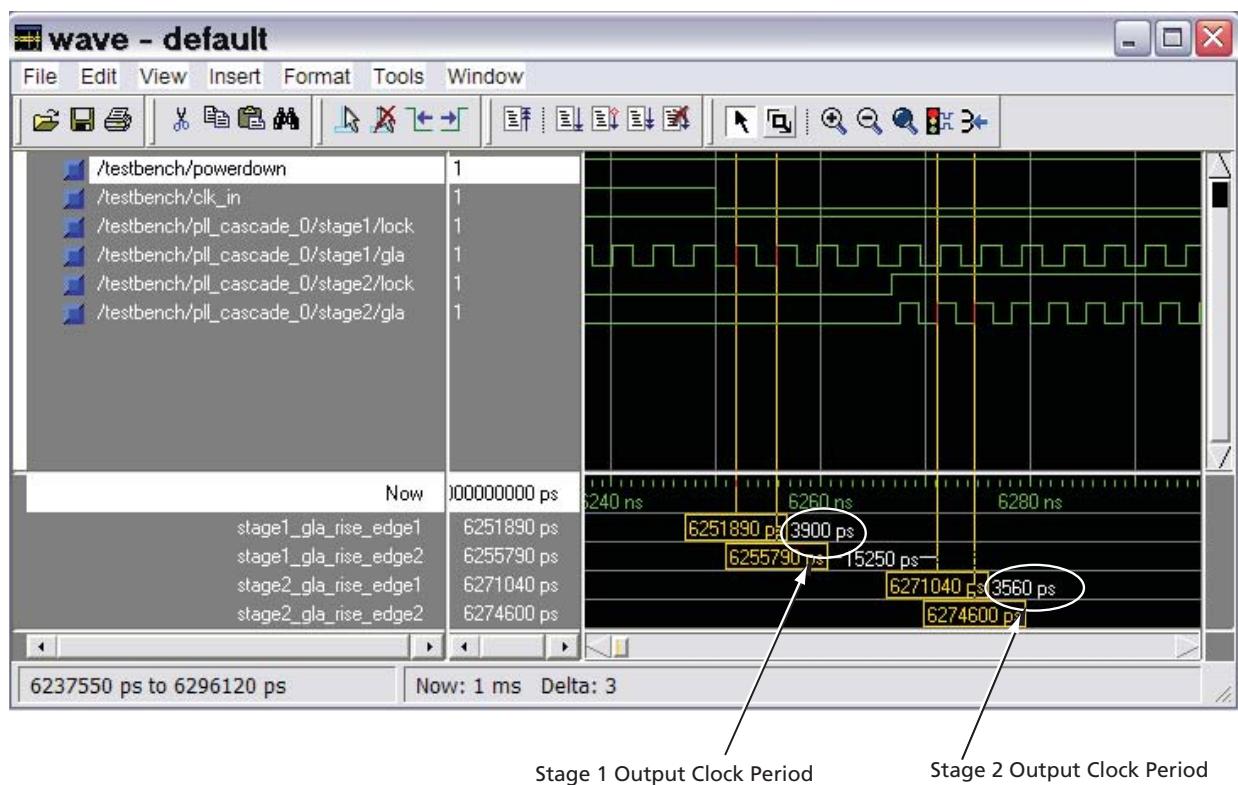 wave - default
File Edit View Insert Format Tools Window
/testbench/powerdown 1
/testbench/clk_in 1
/testbench/pll_cascade_0/stage1/lock 1
/testbench/pll_cascade_0/stage1/gla 1
/testbench/pll_cascade_0/stage2/lock 1
/testbench/pll_cascade_0/stage2/gla 1
Now 000000000 ps 6240 ns 6260 ns 6280 ns
stage1_gla_rise_edge1 6251890 ps 6251890 ps 3900 ps
stage1_gla_rise_edge2 6255790 ps 6255790 ps 15250 ps
stage2_gla_rise_edge1 6271040 ps 6271040 ps 3560 ps
stage2_gla_rise_edge2 6274600 ps 6274600 ps
6237550 ps to 6296120 ps Now: 1 ms Delta: 3
Stage 1 Output Clock Period Stage 2 Output Clock Period